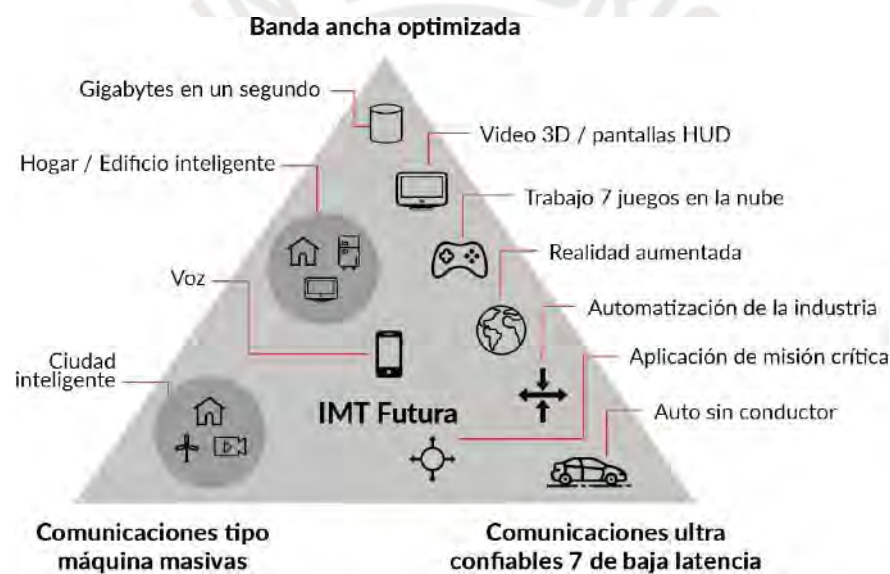 Banda ancha optimizada
Gigabytes en un segundo
Video 3D / pantallas HUD
Hogar / Edificio inteligente
Trabajo 7 juegos en la nube
Realidad aumentada
Voz
Automatización de la industria
Aplicación de misión crítica
Ciudad
inteligente
IMT Futura
Auto sin conductor
Comunicaciones tipo
máquina masivas
Comunicaciones ultra
confiables 7 de baja latencia